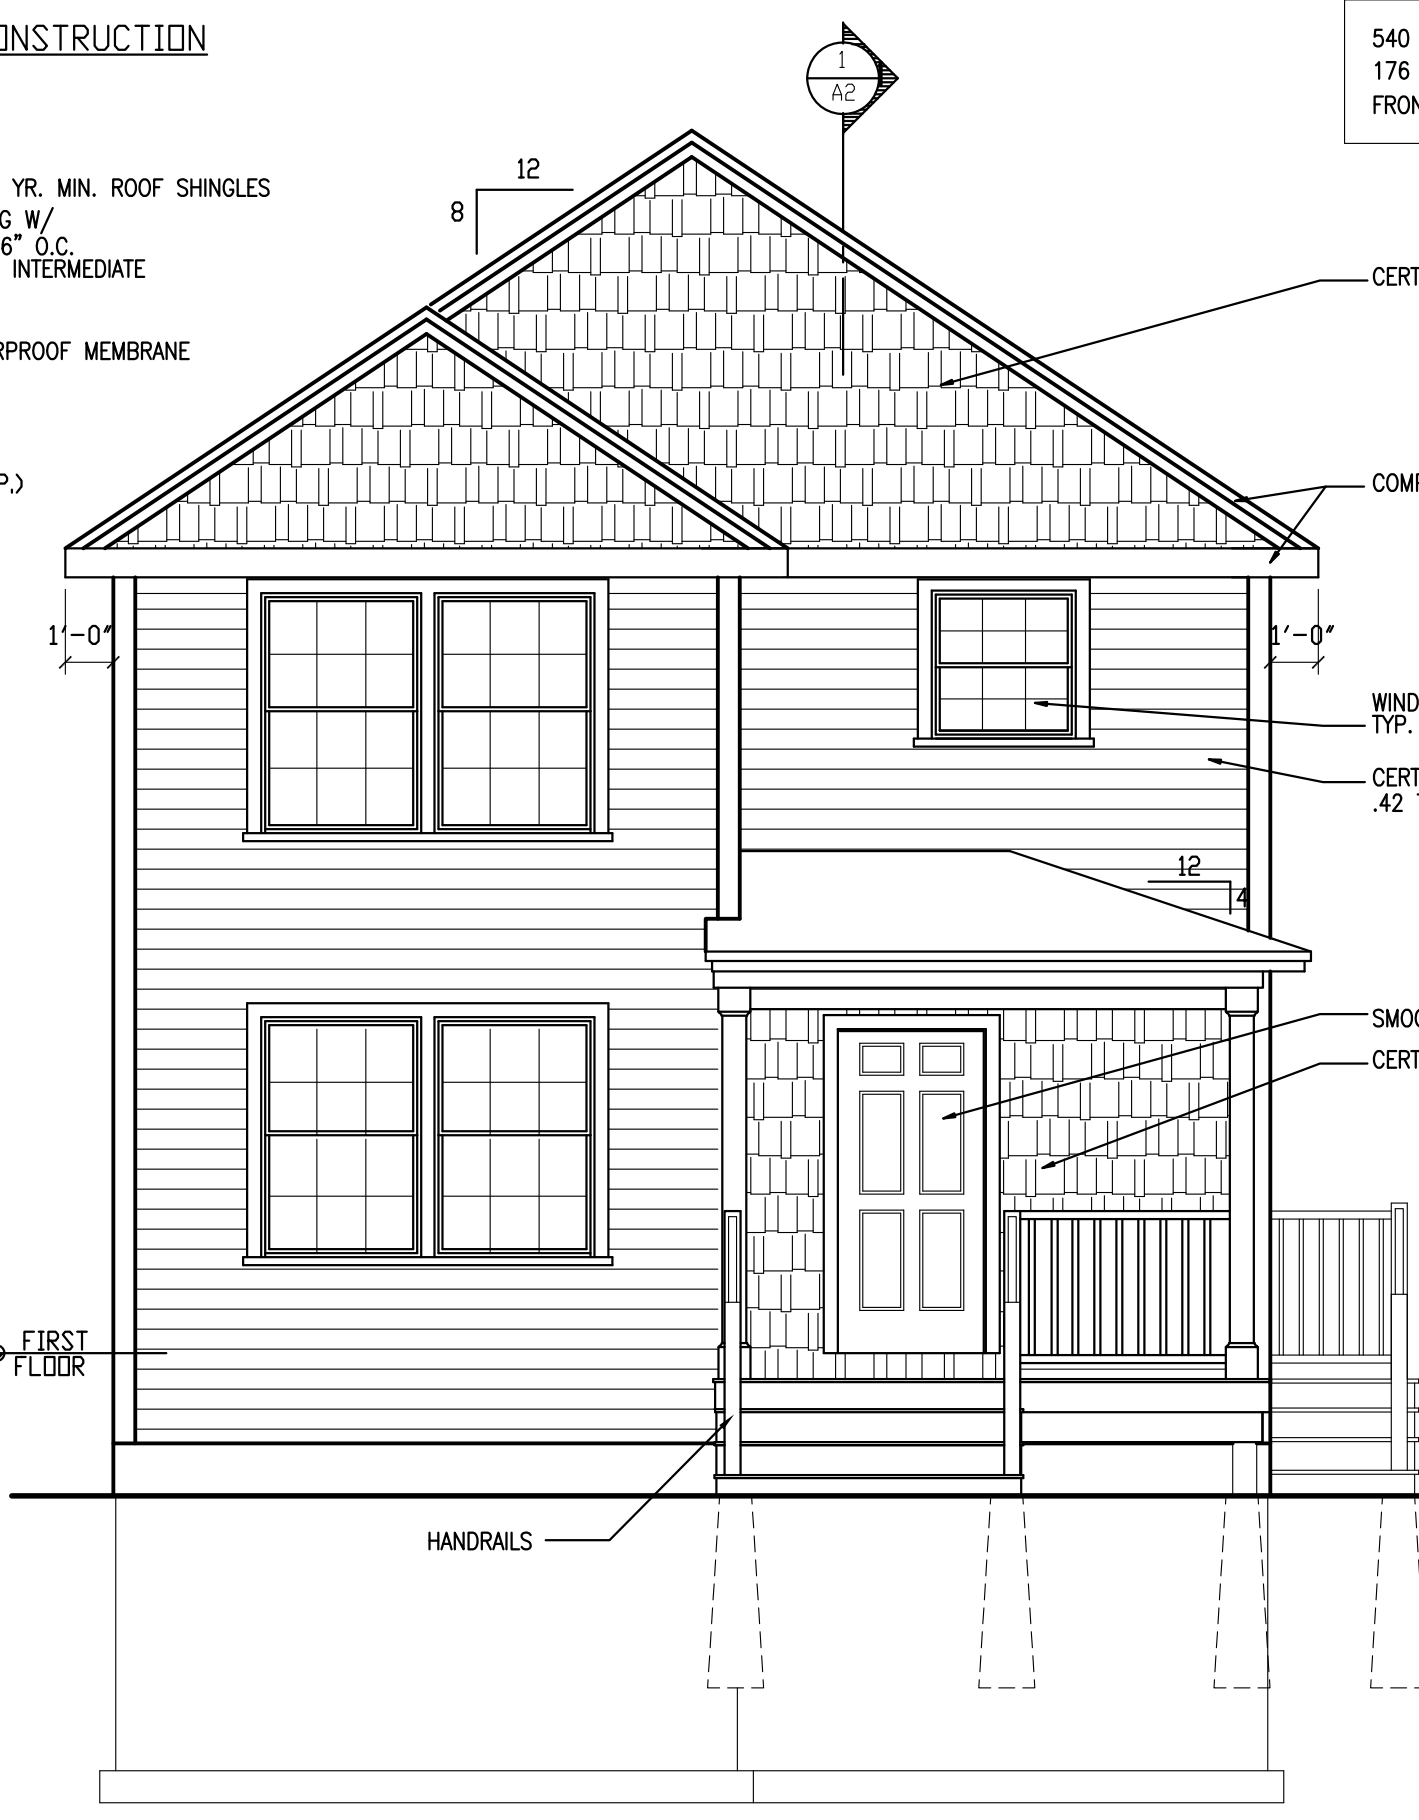 ONSTRUCTION
1
A2
540
176
FRON
12
8
YR. MIN. ROOF SHINGLES
G W/
6" O.C.
INTERMEDIATE
CERT
RPROOF MEMBRANE
P.)
COMP
1'-0"
1'-0"
WIND
TYP.
CERT
.42
12
4
SMOO
CERT
FIRST
FLOOR
HANDRAILS